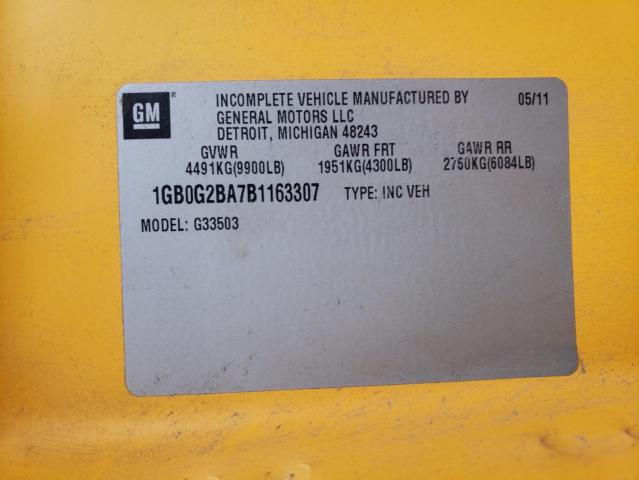 GM
INCOMPLETE VEHICLE MANUFACTURED BY 05/11
GENERAL MOTORS LLC
DETROIT, MICHIGAN 48243
GVWR GAWR FRT GAWR RR
4491KG(9900LB) 1951KG(4300LB) 2760KG(6084LB)
1GB0G2BA7B1163307 TYPE: INC VEH
MODEL: G33503